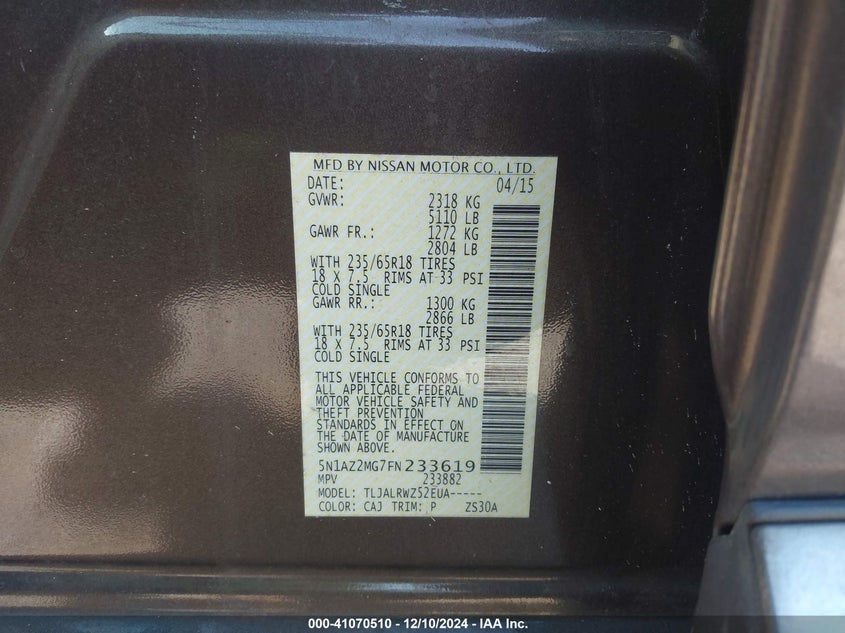 MFD BY NISSAN MOTOR CO., LTD.
DATE: 04/15
GVWR: 2318 KG
5110 LB
GAWR FR.: 1272 KG
2804 LB
WITH 235/65R18 TIRES
18 X 7.5 RIMS AT 33 PSI
COLD SINGLE
GAWR RR.: 1300 KG
2866 LB
WITH 235/65R18 TIRES
18 X 7.5 RIMS AT 33 PSI
COLD SINGLE
THIS VEHICLE CONFORMS TO
ALL APPLICABLE FEDERAL
MOTOR VEHICLE SAFETY AND
THEFT PREVENTION
STANDARDS IN EFFECT ON
THE DATE OF MANUFACTURE
SHOWN ABOVE.
5N1AZ2MG7FN233619
MPV 233882
MODEL: TLJALRWZ52EUA-----
COLOR: CAJ TRIM: P ZS30A
000-41070510 - 12/10/2024 - IAA Inc.